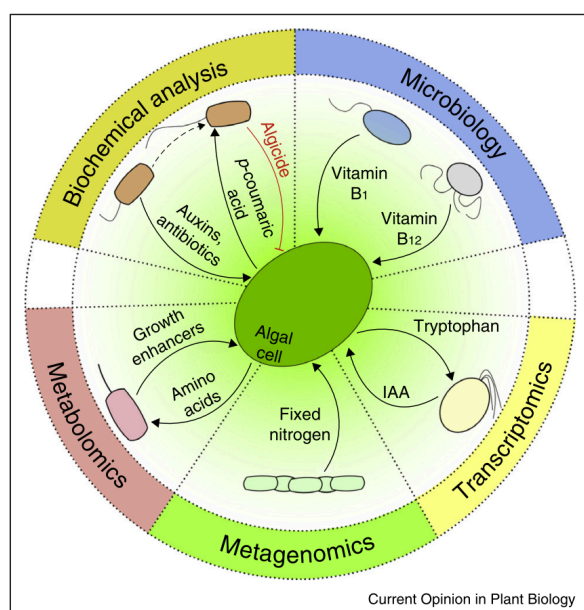 Biochemical analysis
Microbiology
Algicide
p-coumaric
acid
Auxins,
antibiotics
Vitamin
B1
Vitamin
B12
Growth
enhancers
Algal
cell
Amino
acids
Tryptophan
IAA
Fixed
nitrogen
Metabolomics
Metagenomics
Transcriptomics
Current Opinion in Plant Biology